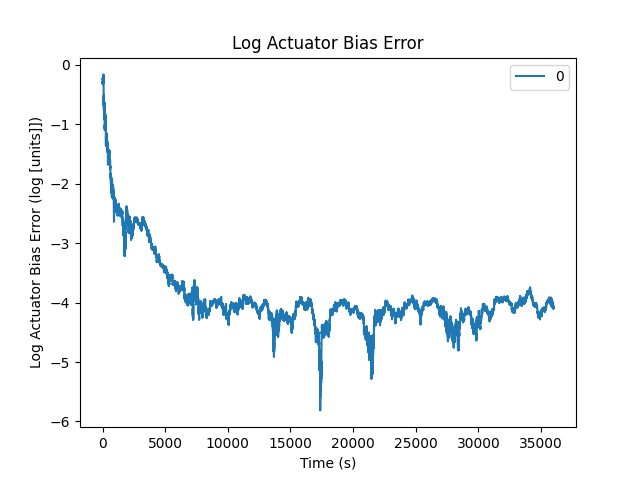 Log Actuator Bias Error
0
0
−1
−2
−3
−4
−5
−6
Log Actuator Bias Error (log [units]])
0 5000 10000 15000 20000 25000 30000 35000
Time (s)